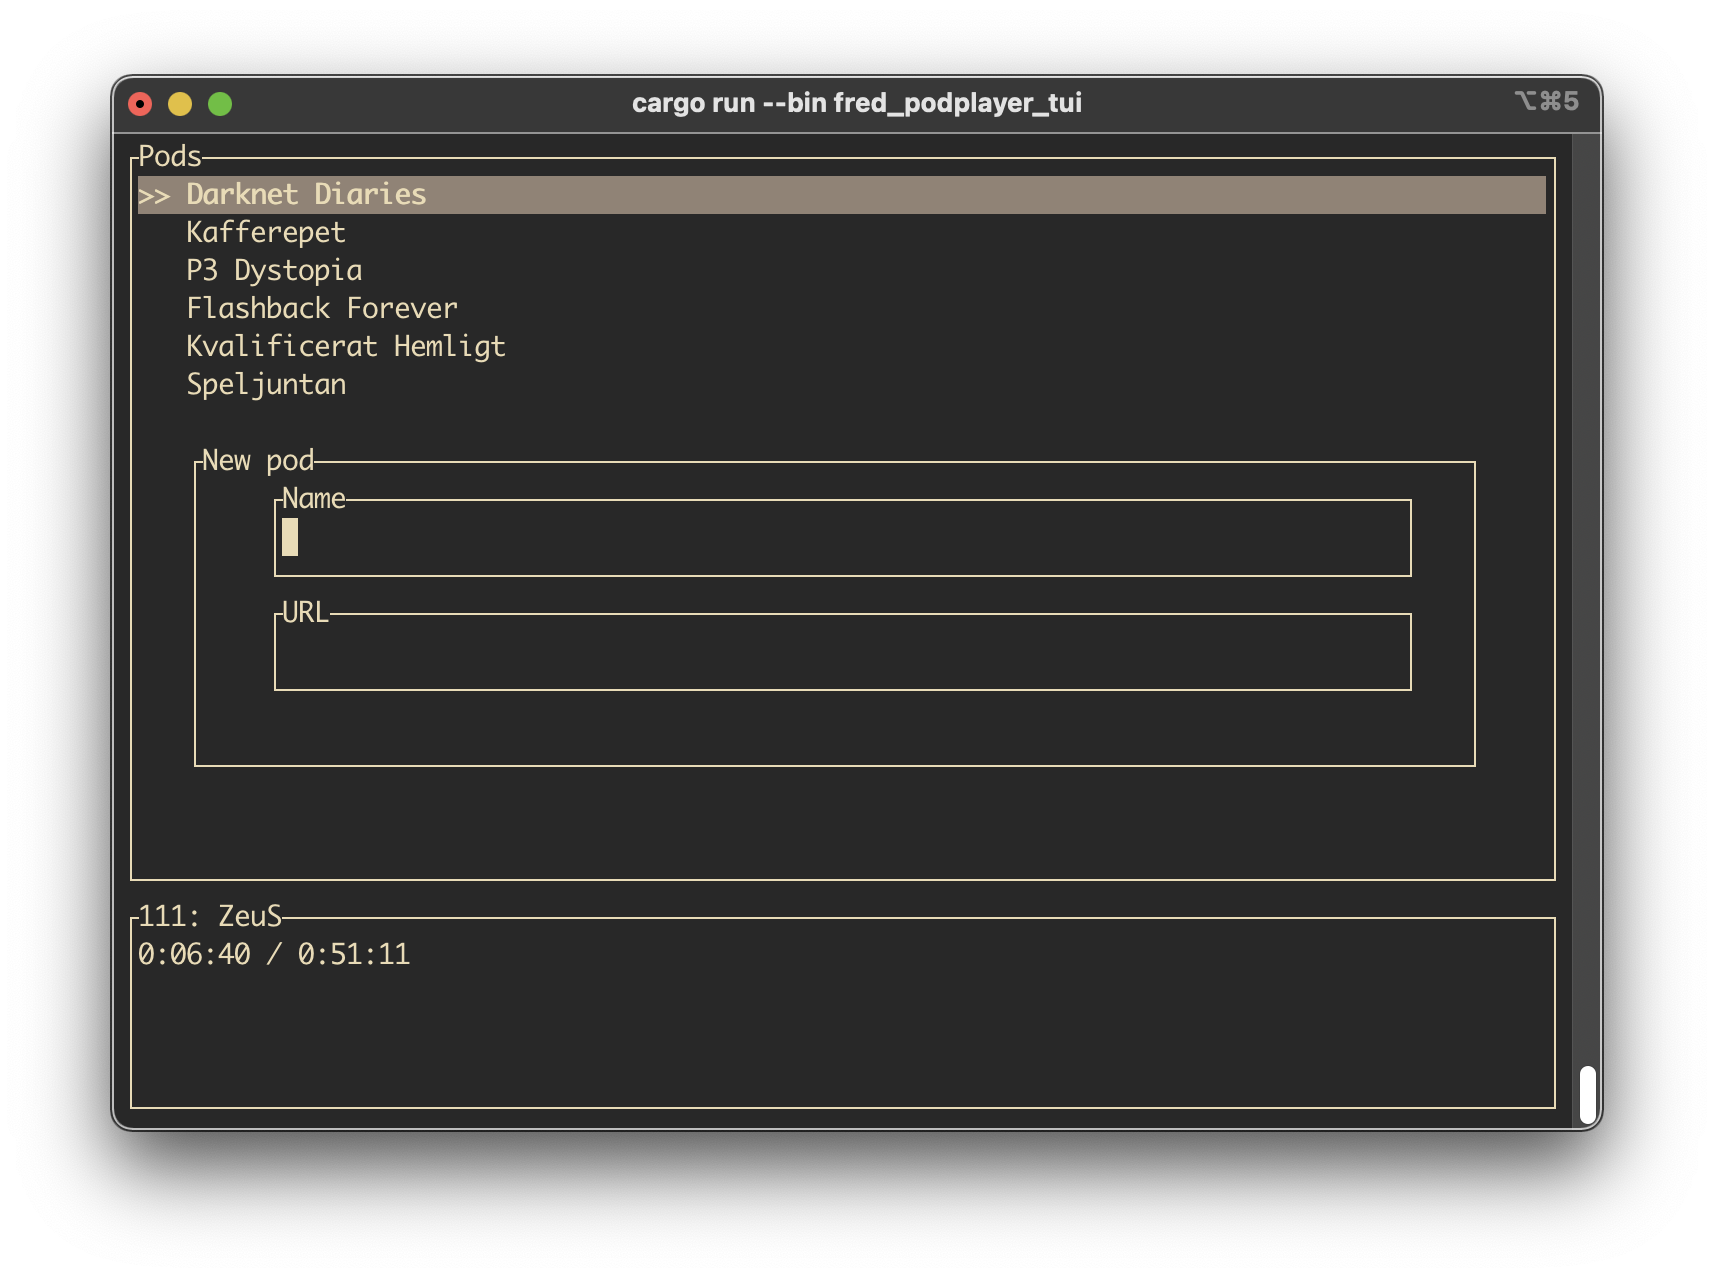 cargo run --bin fred_podplayer_tui
⌥⌘5
Pods
>> Darknet Diaries
Kafferepet
P3 Dystopia
Flashback Forever
Kvalificerat Hemligt
Speljuntan
New pod
Name
URL
111: ZeuS
0:06:40 / 0:51:11